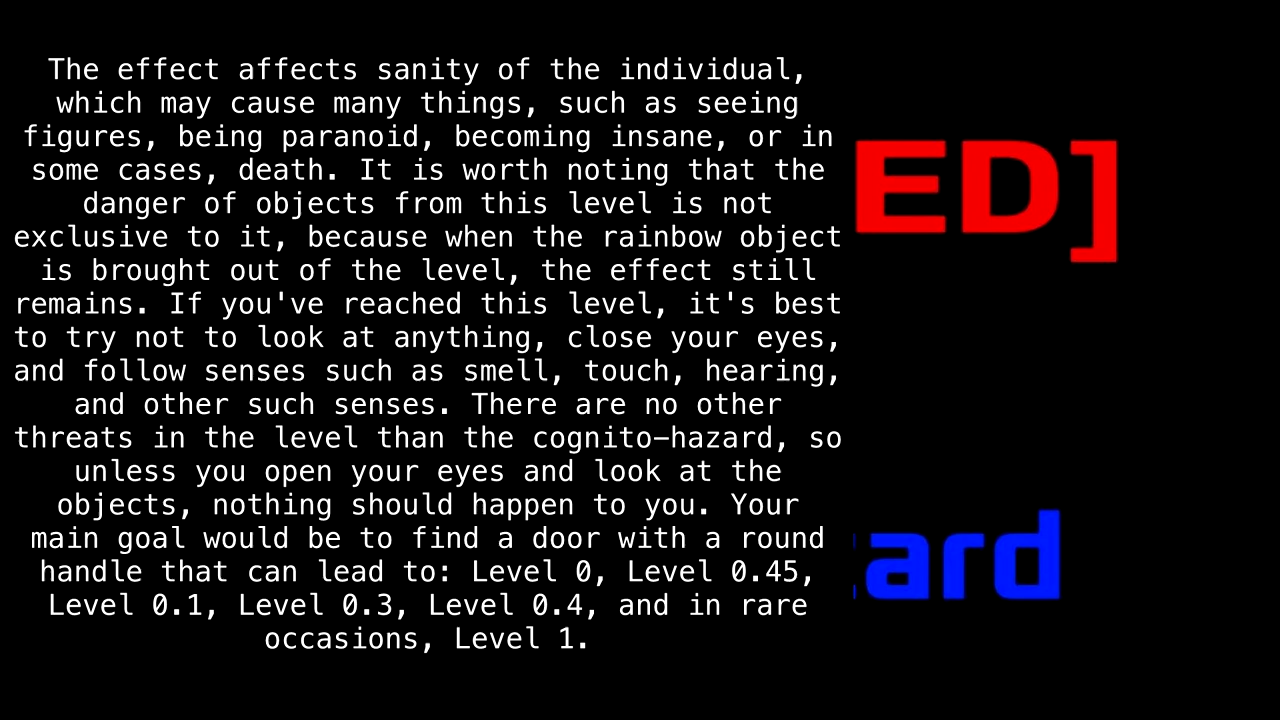 The effect affects sanity of the individual,
which may cause many things, such as seeing
figures, being paranoid, becoming insane, or in
some cases, death. It is worth noting that the
danger of objects from this level is not
exclusive to it, because when the rainbow object
is brought out of the level, the effect still
remains. If you've reached this level, it's best
to try not to look at anything, close your eyes,
and follow senses such as smell, touch, hearing,
and other such senses. There are no other
threats in the level than the cognito-hazard, so
unless you open your eyes and look at the
objects, nothing should happen to you. Your
main goal would be to find a door with a round
handle that can lead to: Level 0, Level 0.45,
Level 0.1, Level 0.3, Level 0.4, and in rare
occasions, Level 1.
ED]
ard